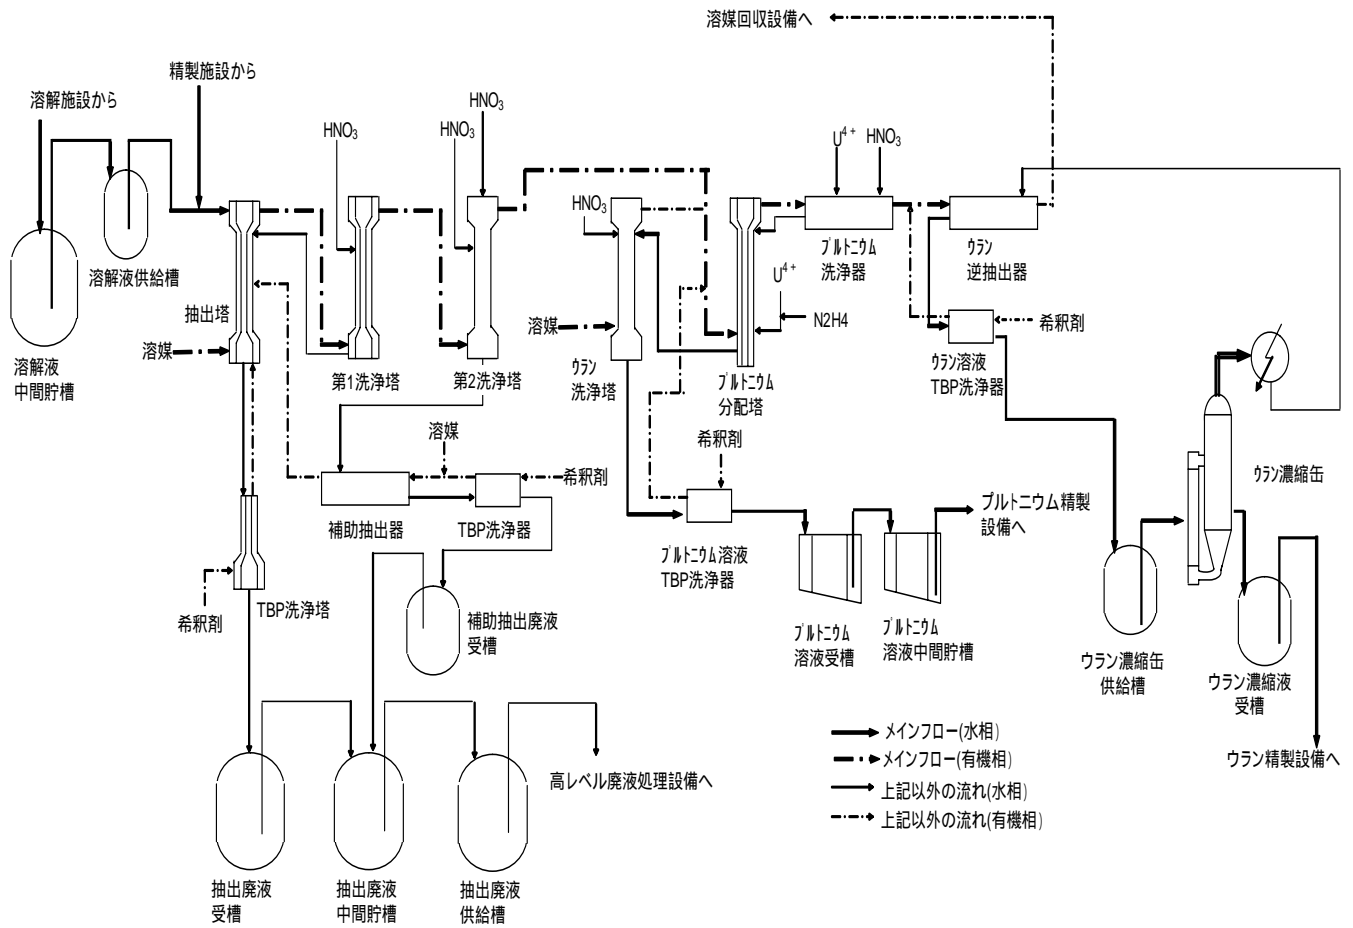 溶媒回収設備へ
精製施設から
溶解施設から
HNO3
HNO3
HNO3
U4+
HNO3
HNO3
溶解液供給槽
抽出塔
プルトニウム
洗浄器
ウラン
逆抽出器
U4+
N2H4
溶媒
溶媒
希釈剤
溶解液
中間貯槽
第1洗浄塔
第2洗浄塔
ウラン
洗浄塔
プルトニウム
分配塔
ウラン溶液
TBP洗浄器
溶媒
希釈剤
希釈剤
ウラン濃縮缶
補助抽出器
TBP洗浄器
プルトニウム精製
設備へ
プルトニウム溶液
TBP洗浄器
希釈剤
TBP洗浄塔
補助抽出廃液
受槽
プルトニウム
溶液受槽
プルトニウム
溶液中間貯槽
ウラン濃縮缶
供給槽
ウラン濃縮液
受槽
メインフロー(水相)
メインフロー(有機相)
上記以外の流れ(水相)
上記以外の流れ(有機相)
ウラン精製設備へ
高レベル廃液処理設備へ
抽出廃液
受槽
抽出廃液
中間貯槽
抽出廃液
供給槽